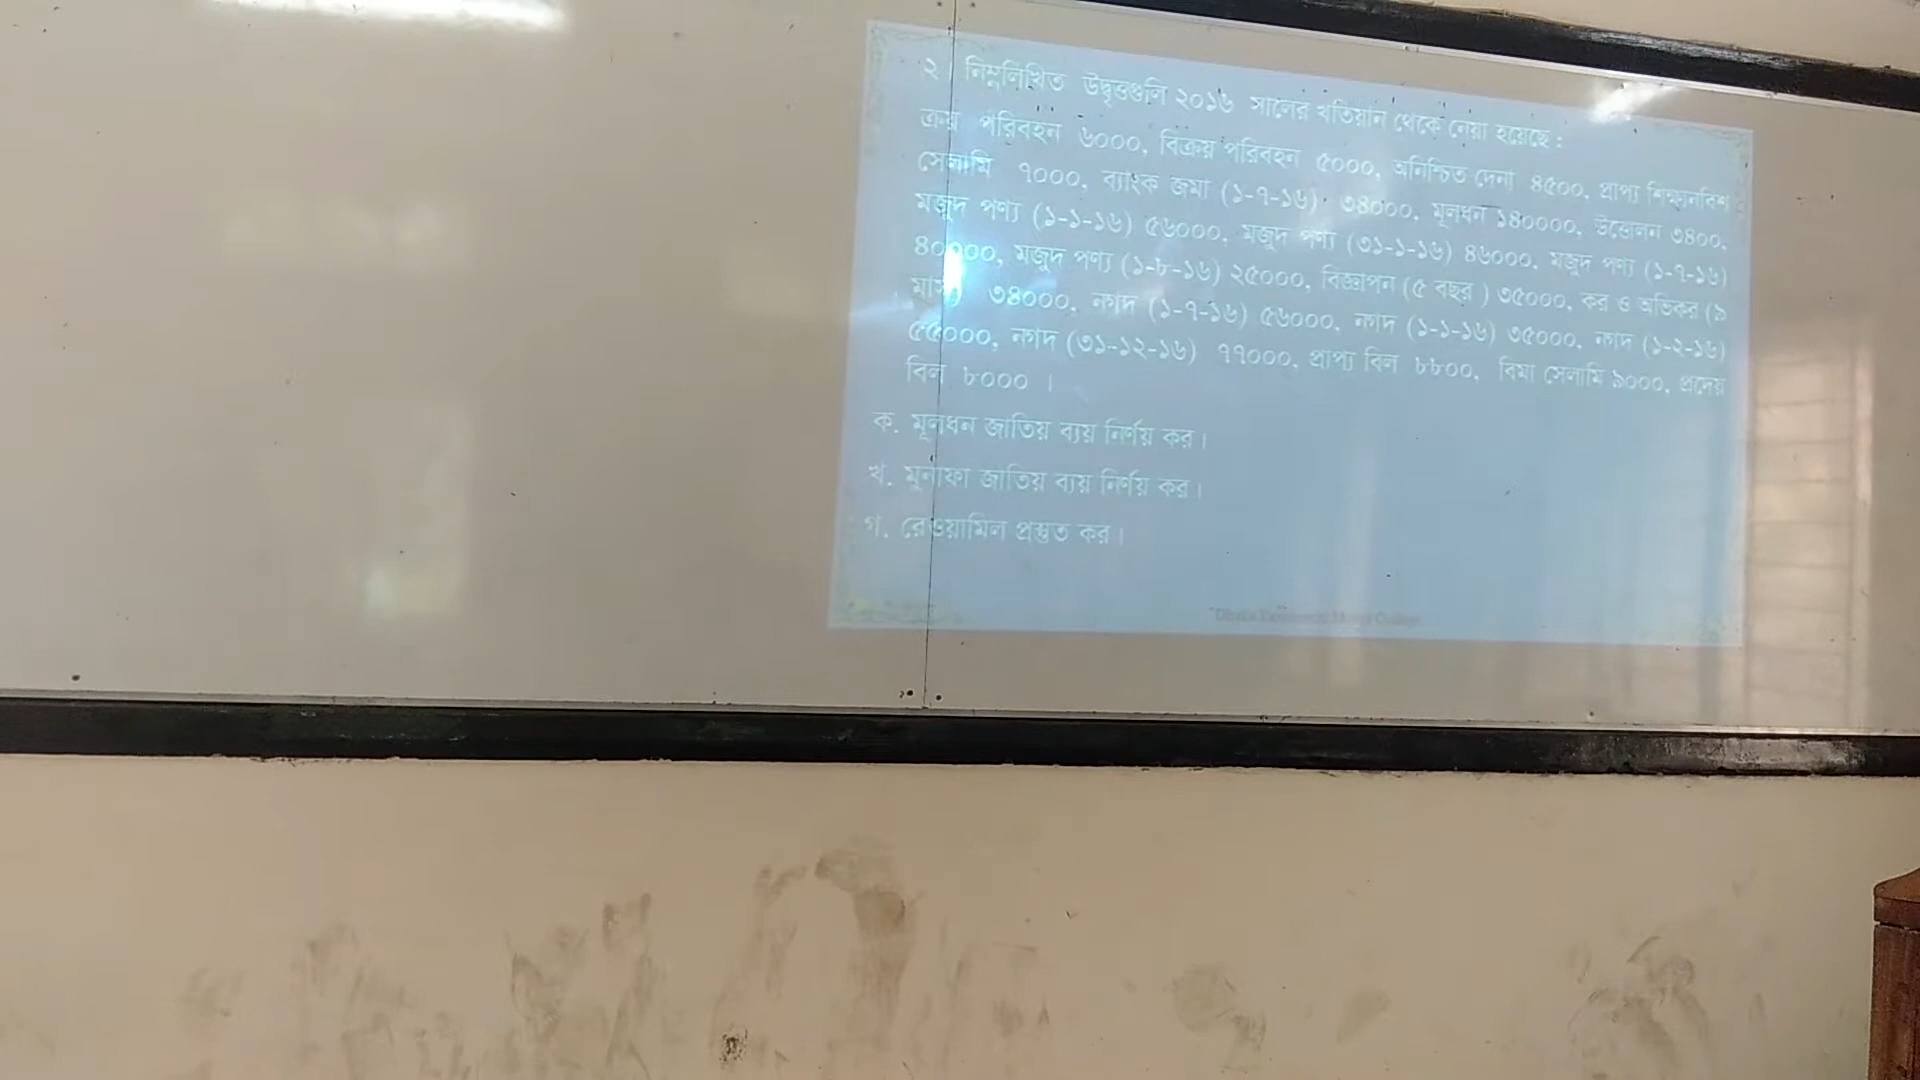 ২। নিম্নলিখিত উদ্বৃত্তগুলি ২০১৬ সালের খতিয়ান থেকে নেয়া হয়েছে :
ক্রয় পরিবহন ৬০০০, বিক্রয় পরিবহন ৫০০০, অনিশ্চিত দেনা ৪৫০০, প্রাপ্য শিক্ষানবিশ
সেলামি ৭০০০, ব্যাংক জমা (১-৭-১৬) ৩৪০০০, মূলধন ১৪০০০০, উত্তোলন ৩৪০০,
মজুদ পণ্য (১-১-১৬) ৫৬০০০, মজুদ পণ্য (৩১-১-১৬) ৪৬০০০, মজুদ পণ্য (১-৭-১৬)
৪০০০০, মজুদ পণ্য (১-৮-১৬) ২৫০০০, বিজ্ঞাপন (৫ বছর ) ৩৫০০০, কর ও অভিকর (৯
মাস) ৩৪০০০, নগদ (১-৭-১৬) ৫৬০০০, নগদ (১-১-১৬) ৩৫০০০, নগদ (১-২-১৬)
৫৫০০০, নগদ (৩১-১২-১৬) ৭৭০০০, প্রাপ্য বিল ৮৮০০, বিমা সেলামি ৯০০০, প্রদেয়
বিল ৮০০০ ।
ক. মূলধন জাতিয় ব্যয় নির্ণয় কর।
খ. মুনাফা জাতিয় ব্যয় নির্ণয় কর।
গ. রেওয়ামিল প্রস্তুত কর।